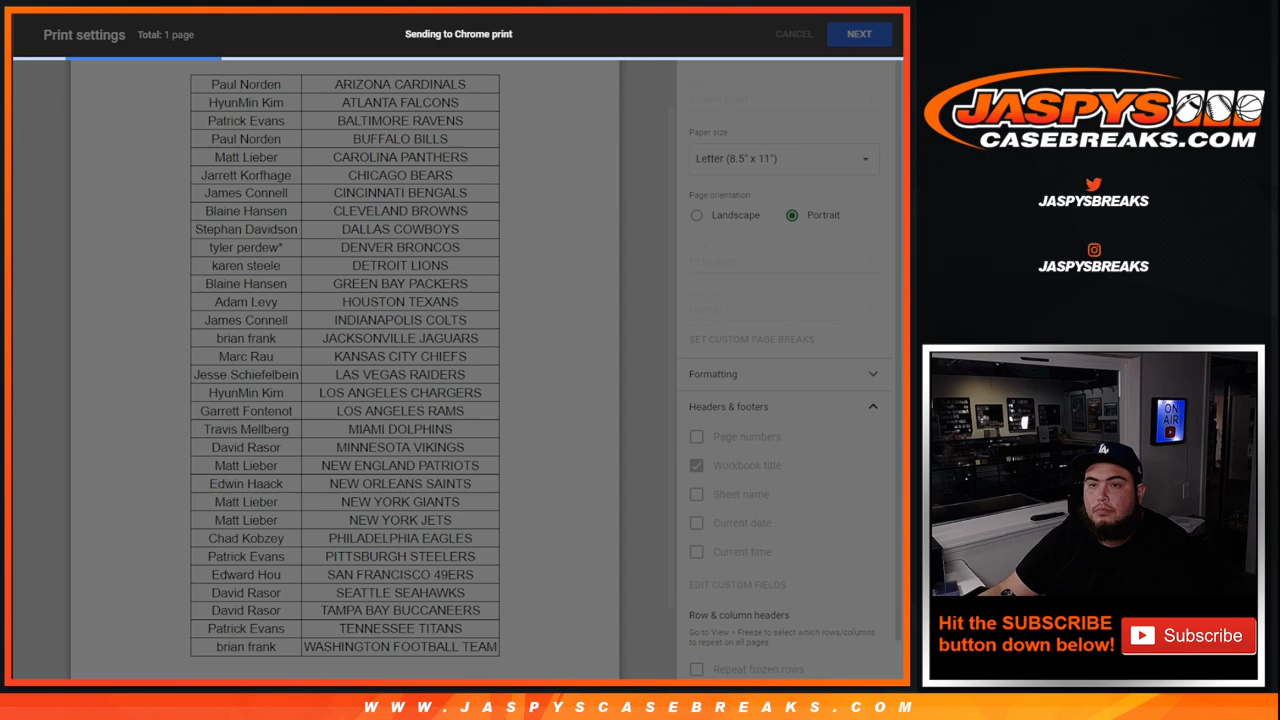 Print settings Total: 1 page Sending to Chrome print CANCEL NEXT
Paul Norden ARIZONA CARDINALS
HyunMin Kim ATLANTA FALCONS
Patrick Evans BALTIMORE RAVENS
Paul Norden BUFFALO BILLS
Matt Lieber CAROLINA PANTHERS
Jarrett Korfhage CHICAGO BEARS
James Connell CINCINNATI BENGALS
Blaine Hansen CLEVELAND BROWNS
Stephan Davidson DALLAS COWBOYS
tyler perdew* DENVER BRONCOS
karen steele DETROIT LIONS
Blaine Hansen GREEN BAY PACKERS
Adam Levy HOUSTON TEXANS
James Connell INDIANAPOLIS COLTS
brian frank JACKSONVILLE JAGUARS
Marc Rau KANSAS CITY CHIEFS
Jesse Schiefelbein LAS VEGAS RAIDERS
HyunMin Kim LOS ANGELES CHARGERS
Garrett Fontenot LOS ANGELES RAMS
Travis Mellberg MIAMI DOLPHINS
David Rasor MINNESOTA VIKINGS
Matt Lieber NEW ENGLAND PATRIOTS
Edwin Haack NEW ORLEANS SAINTS
Matt Lieber NEW YORK GIANTS
Matt Lieber NEW YORK JETS
Chad Kobzey PHILADELPHIA EAGLES
Patrick Evans PITTSBURGH STEELERS
Edward Hou SAN FRANCISCO 49ERS
David Rasor SEATTLE SEAHAWKS
David Rasor TAMPA BAY BUCCANEERS
Patrick Evans TENNESSEE TITANS
brian frank WASHINGTON FOOTBALL TEAM
Paper size
Letter (8.5" x 11")
Page orientation
Landscape Portrait
SET CUSTOM PAGE BREAKS
Formatting
Headers & footers
Page numbers
Workbook title
Sheet name
Current date
Current time
EDIT CUSTOM FIELDS
Row & column headers
Go to View > Freeze to select which rows/columns
to repeat on all pages
Repeat frozen rows
JASPYS
CASEBREAKS.COM
JASPYSBREAKS
JASPYSBREAKS
ON
AIR
Hit the SUBSCRIBE
button down below!
Subscribe
WWW.JASPYSCASEBREAKS.COM